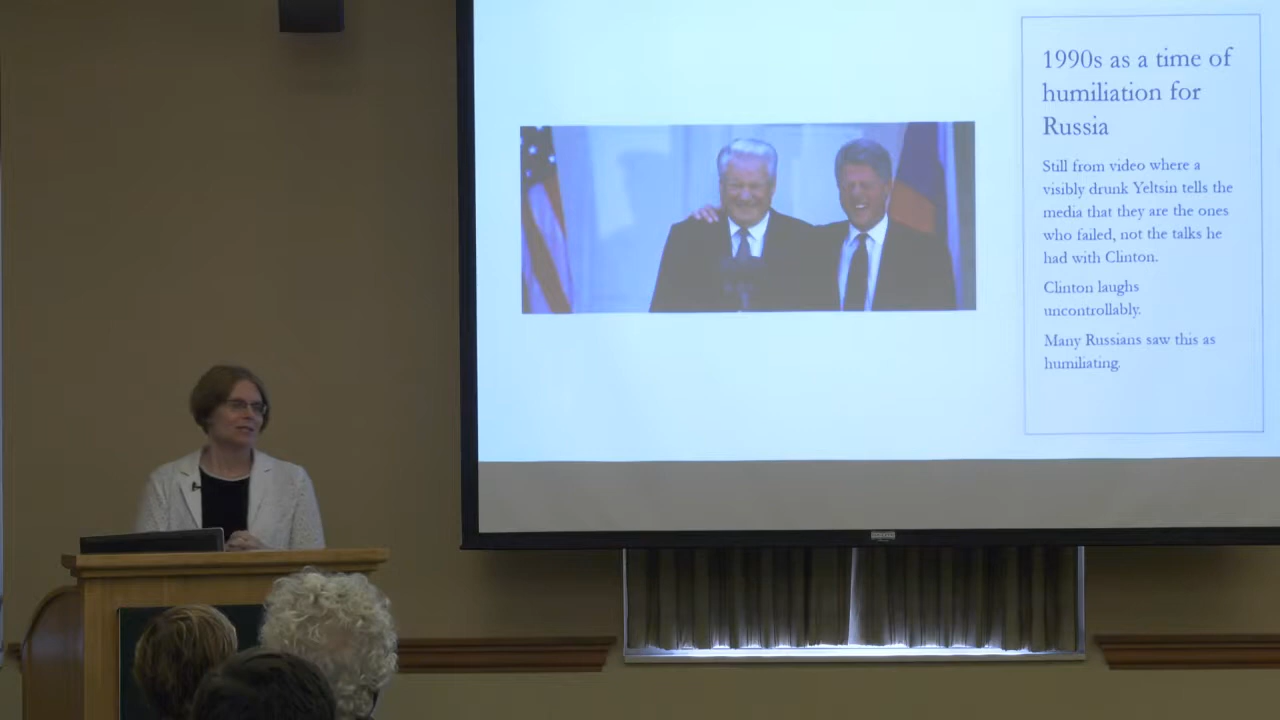 1990s as a time of
humiliation for
Russia
Still from video where a
visibly drunk Yeltsin tells the
media that they are the ones
who failed, not the talks he
had with Clinton.
Clinton laughs
uncontrollably.
Many Russians saw this as
humiliating.